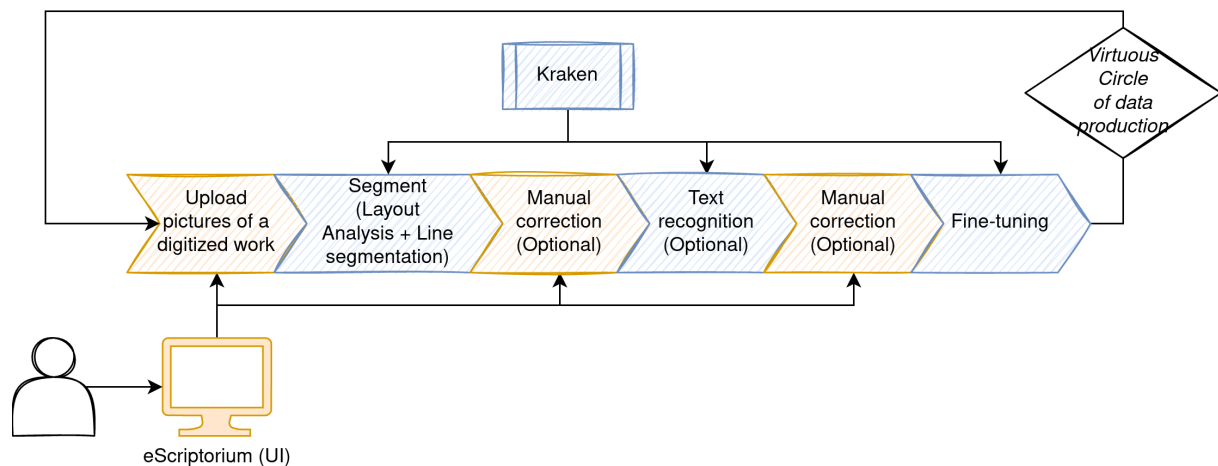 Kraken
Virtuous
Circle
of data
production
Upload
pictures of a
digitized work
Segment
(Layout
Analysis + Line
segmentation)
Manual
correction
(Optional)
Text
recognition
(Optional)
Manual
correction
(Optional)
Fine-tuning
eScriptorium (UI)